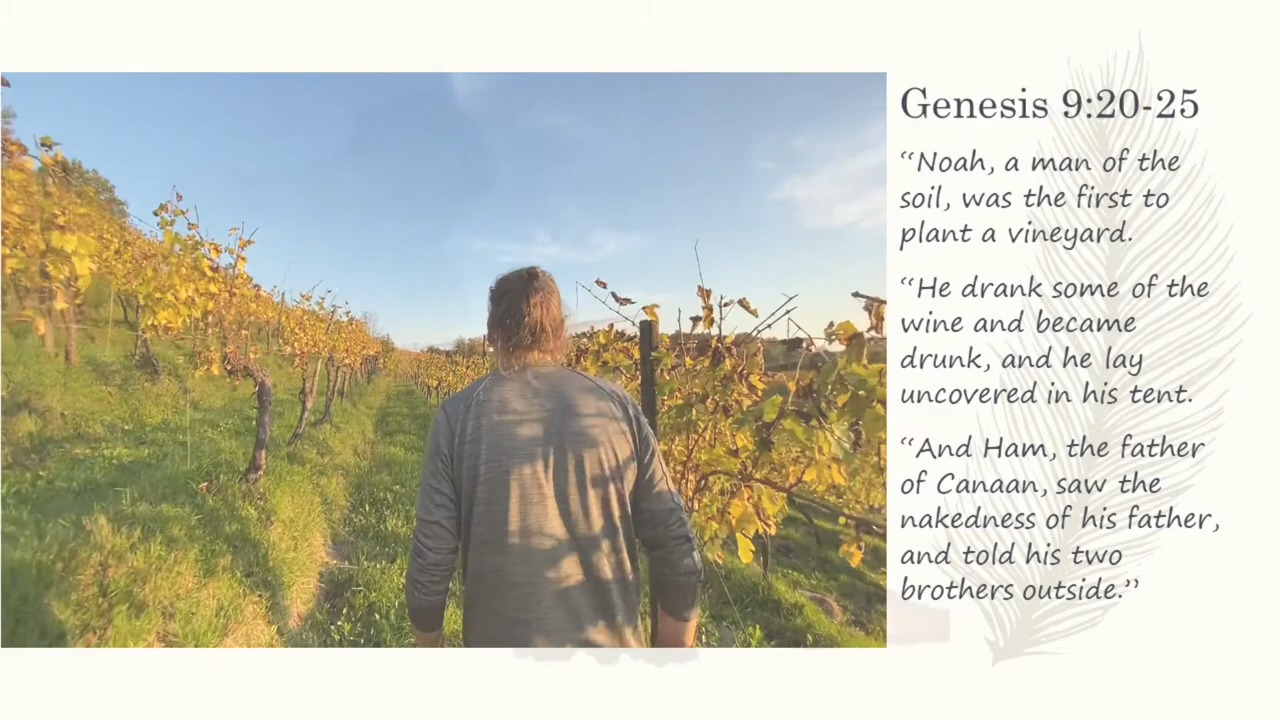 Genesis 9:20-25
“Noah, a man of the
soil, was the first to
plant a vineyard.
“He drank some of the
wine and became
drunk, and he lay
uncovered in his tent.
“And Ham, the father
of Canaan, saw the
nakedness of his father,
and told his two
brothers outside.”